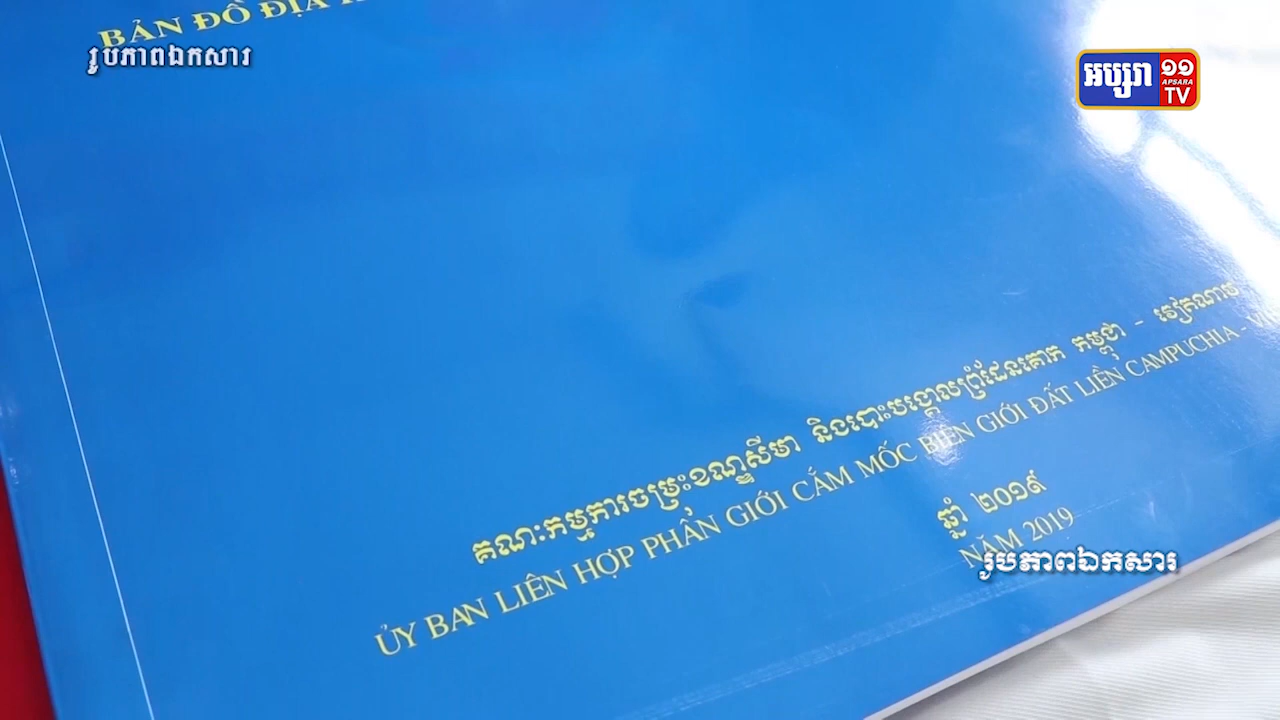 BẢN ĐỒ ĐỊA
រូបភាពឯកសារ
អប្សរា ១១
APSARA
TV
គណៈកម្មការចម្រុះខណ្ឌសីមា និងបោះបង្គោលព្រំដែនគោក កម្ពុជា - វៀតណាម
ỦY BAN LIÊN HỢP PHÂN GIỚI CẮM MỐC BIÊN GIỚI ĐẤT LIỀN CAMPUCHIA -
ឆ្នាំ ២០១៩
NĂM 2019
រូបភាពឯកសារ